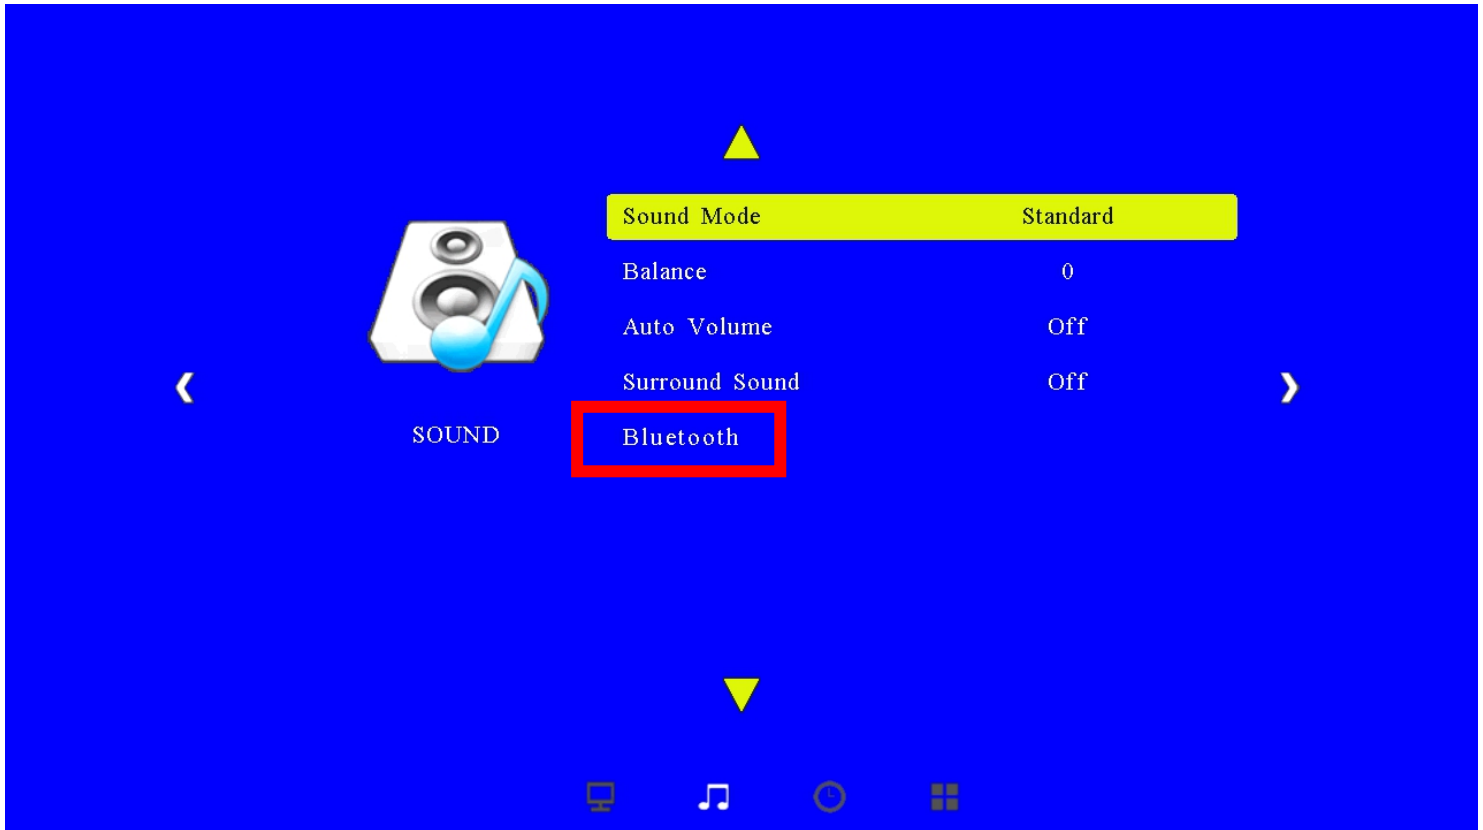 Sound Mode Standard
Balance 0
Auto Volume Off
Surround Sound Off
SOUND
Bluetooth